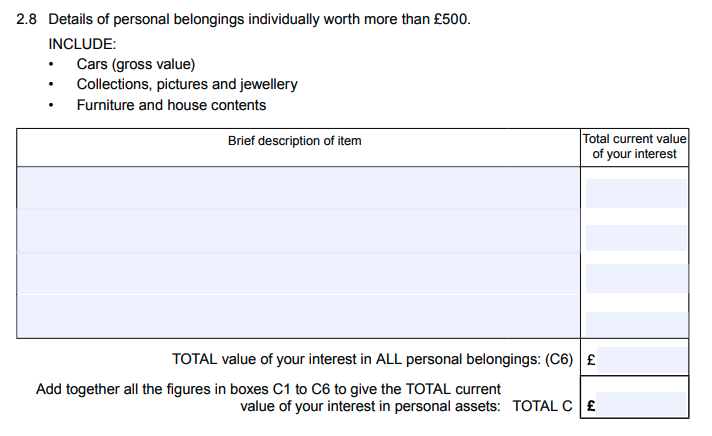 2.8 Details of personal belongings individually worth more than £500.
INCLUDE:
• Cars (gross value)
• Collections, pictures and jewellery
• Furniture and house contents
Brief description of item
Total current value
of your interest
TOTAL value of your interest in ALL personal belongings: (C6) £
Add together all the figures in boxes C1 to C6 to give the TOTAL current
value of your interest in personal assets: TOTAL C £